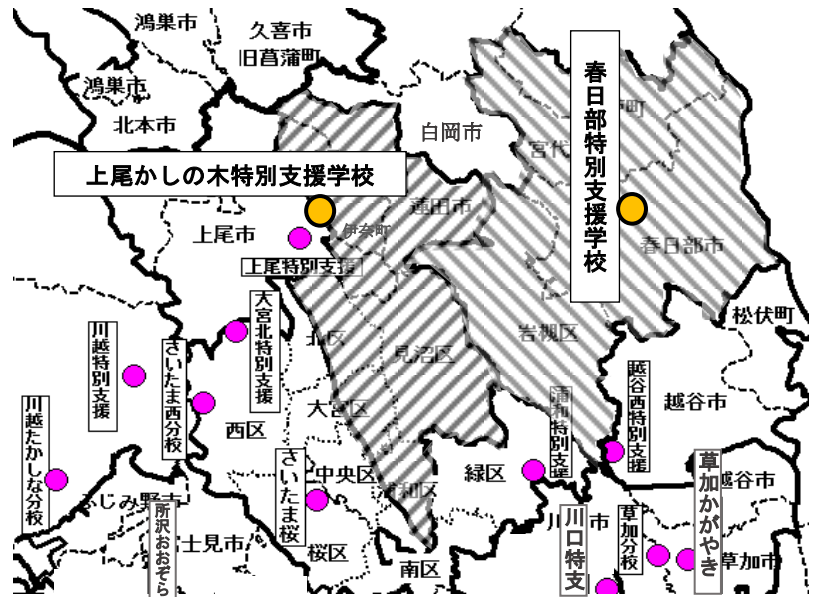 鴻巣市
久喜市
旧菖蒲町
鴻巣市
北本市
白岡市
宮代
町
春日部特別支援学校
上尾かしの木特別支援学校
蓮田市
伊奈町
上尾市
上尾特別支援
春日部市
松伏町
大宮北特別支援
川越特別支援
さいたま西分校
北区
見沼区
岩槻区
越谷市
越谷西特別支援
浦和特別支援
川越たかしな分校
西区
大宮区
さいたま桜
中央区
浦和区
緑区
草加かがやき
越谷市
ふじみ野市
所沢おおぞら
士見市
桜区
南区
川
市
川口特支
草加分校
草加市